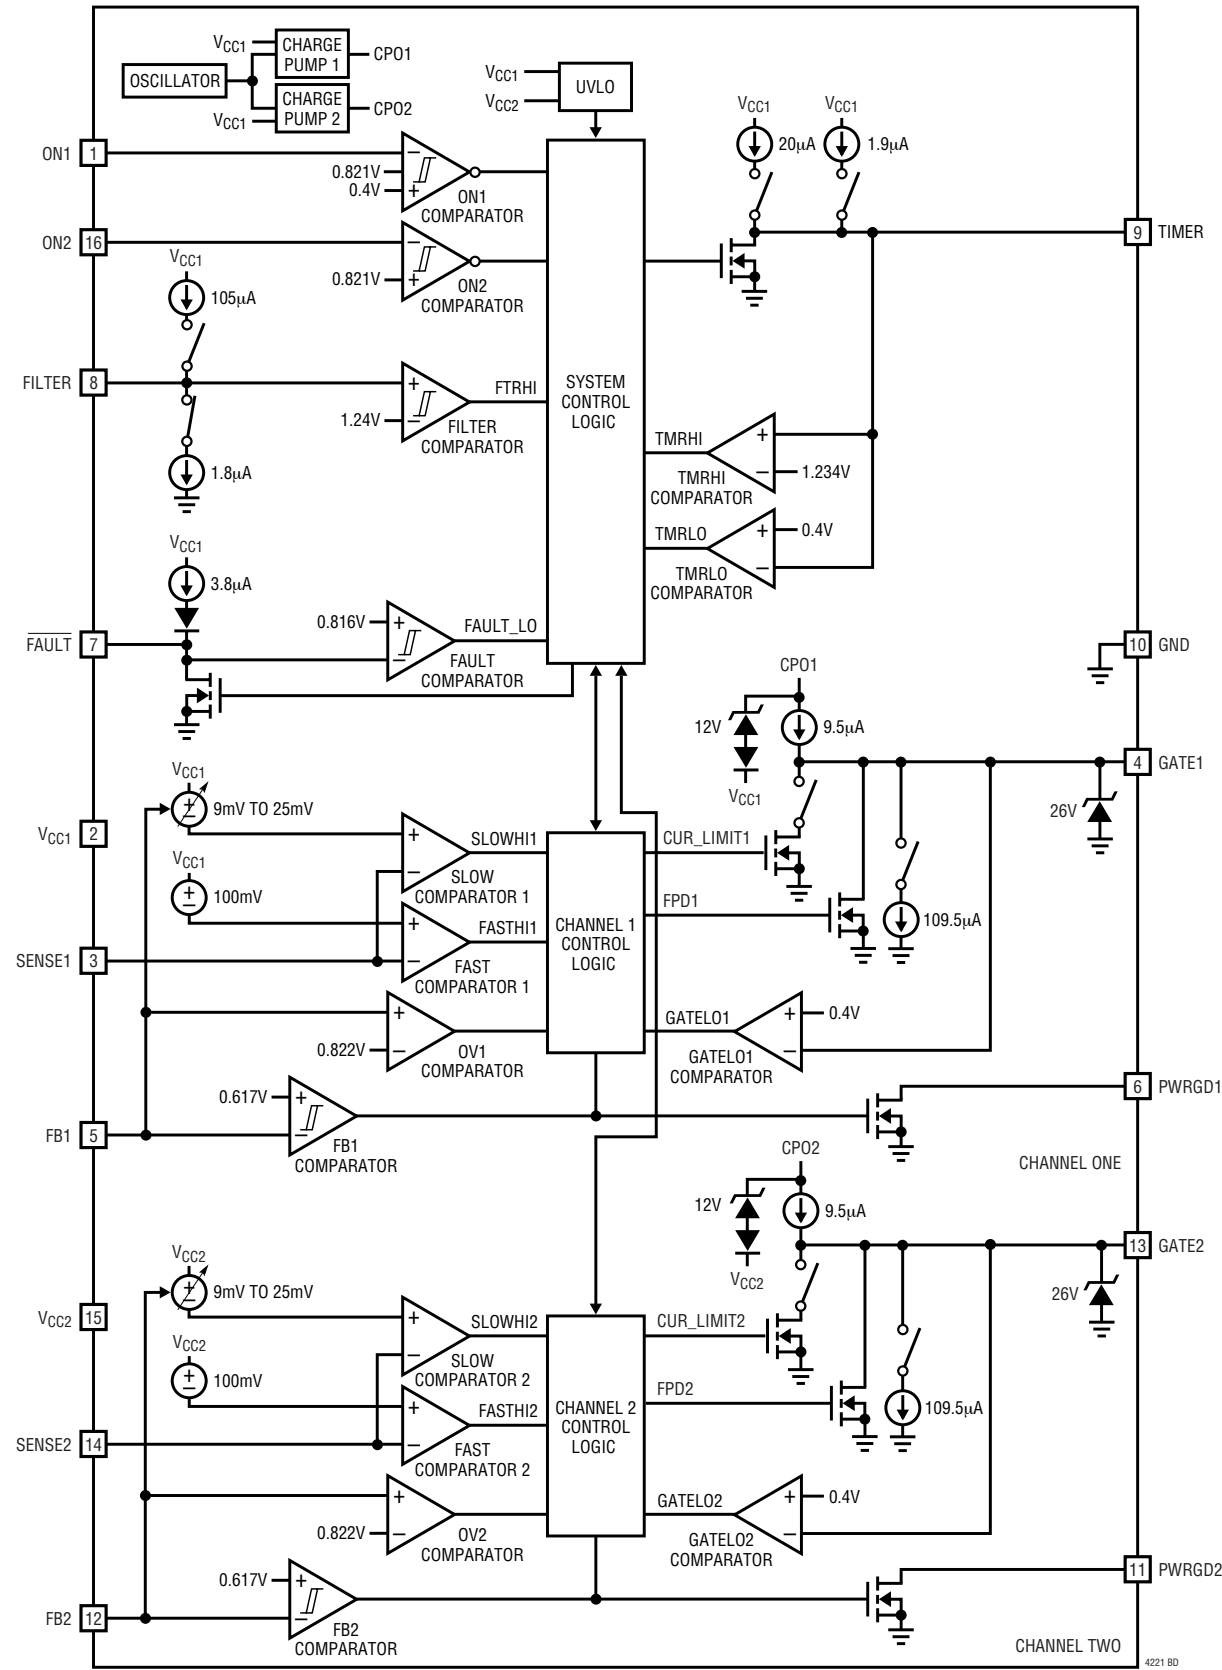 OSCILLATOR
VCC1
CHARGE
PUMP 1
CPO1
CHARGE
PUMP 2
CPO2
VCC1
VCC1
VCC2
UVLO
ON1
1
0.821V
0.4V
−
+
ON1
COMPARATOR
ON2
16
0.821V
−
+
ON2
COMPARATOR
VCC1
105µA
FILTER
8
1.24V
+
−
FTRHI
FILTER
COMPARATOR
1.8µA
VCC1
3.8µA
FAULT
7
0.816V
+
−
FAULT_LO
FAULT
COMPARATOR
SYSTEM
CONTROL
LOGIC
VCC1
20µA
VCC1
1.9µA
9
TIMER
TMRHI
+
−
1.234V
TMRHI
COMPARATOR
TMRLO
+
−
0.4V
TMRLO
COMPARATOR
10
GND
CPO1
12V
9.5µA
VCC1
4
GATE1
26V
VCC1
+
−
9mV TO 25mV
VCC1
2
VCC1
+
−
100mV
SENSE1
3
+
−
SLOWHI1
SLOW
COMPARATOR 1
+
−
FASTHI1
FAST
COMPARATOR 1
+
−
0.822V
OV1
COMPARATOR
CHANNEL 1
CONTROL
LOGIC
CUR_LIMIT1
FPD1
109.5µA
GATELO1
+
−
0.4V
GATELO1
COMPARATOR
0.617V
+
−
FB1
5
FB1
COMPARATOR
6
PWRGD1
CHANNEL ONE
CPO2
12V
9.5µA
VCC2
13
GATE2
26V
VCC2
+
−
9mV TO 25mV
VCC2
15
VCC2
+
−
100mV
SENSE2
14
+
−
SLOWHI2
SLOW
COMPARATOR 2
+
−
FASTHI2
FAST
COMPARATOR 2
+
−
0.822V
OV2
COMPARATOR
CHANNEL 2
CONTROL
LOGIC
CUR_LIMIT2
FPD2
109.5µA
GATELO2
+
−
0.4V
GATELO2
COMPARATOR
0.617V
+
−
FB2
12
FB2
COMPARATOR
11
PWRGD2
CHANNEL TWO
4221 BD